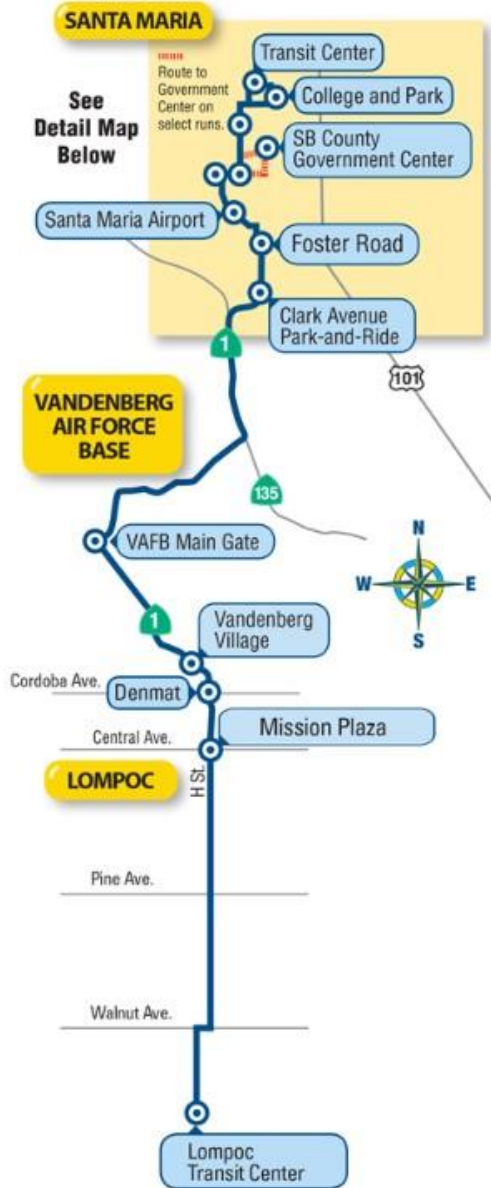 SANTA MARIA
Transit Center
Route to
Government
Center on
select runs.
College and Park
See
Detail Map
Below
SB County
Government Center
Santa Maria Airport
Foster Road
Clark Avenue
Park-and-Ride
1
101
VANDENBERG
AIR FORCE
BASE
135
VAFB Main Gate
N
W
E
S
1
Vandenberg
Village
Cordoba Ave.
Denmat
Mission Plaza
Central Ave.
LOMPOC
H St.
Pine Ave.
Walnut Ave.
Lompoc
Transit Center